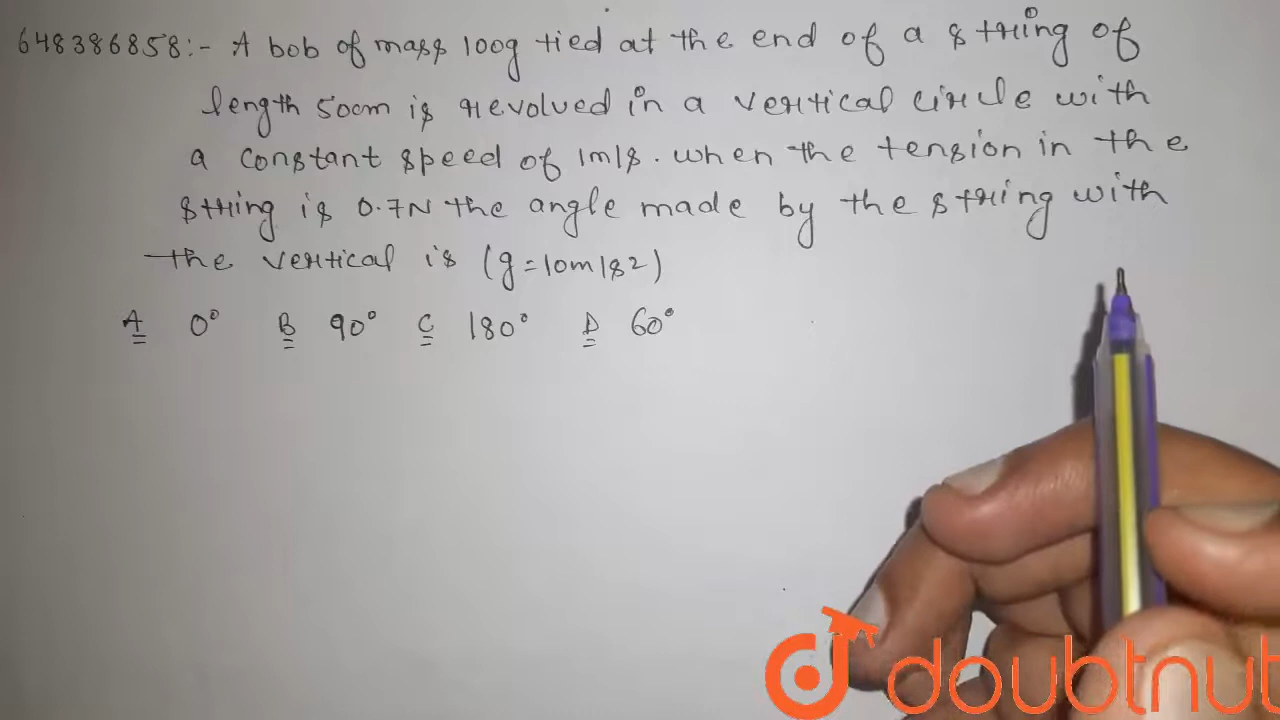 648386858:- A bob of mass 100g tied at the end of a string of
length 50cm is revolved in a vertical circle with
a constant speed of 1m/s. when the tension in the
string is 0.7N the angle made by the string with
the vertical is (g=10m/s2)
A 0° B 90° C 180° D 60°
doubtnut